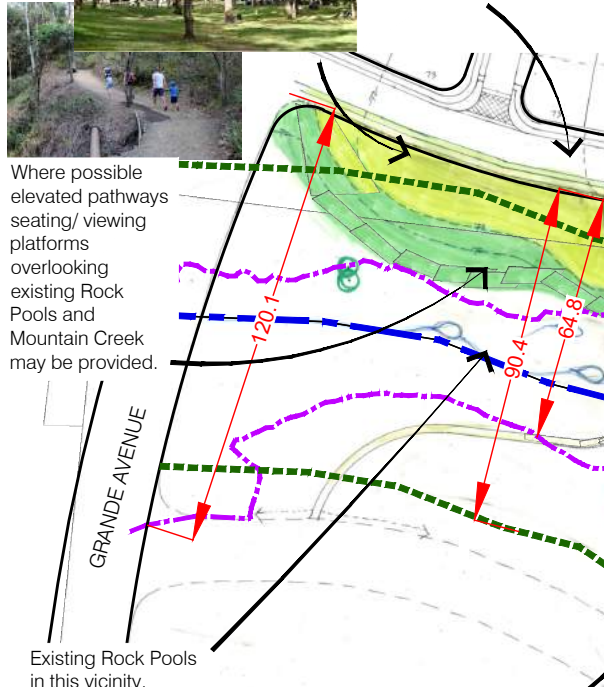 Where possible
elevated pathways
seating/ viewing
platforms
overlooking
existing Rock
Pools and
Mountain Creek
may be provided.
120.1
90.4
64.8
GRANDE AVENUE
Existing Rock Pools
in this vicinity.